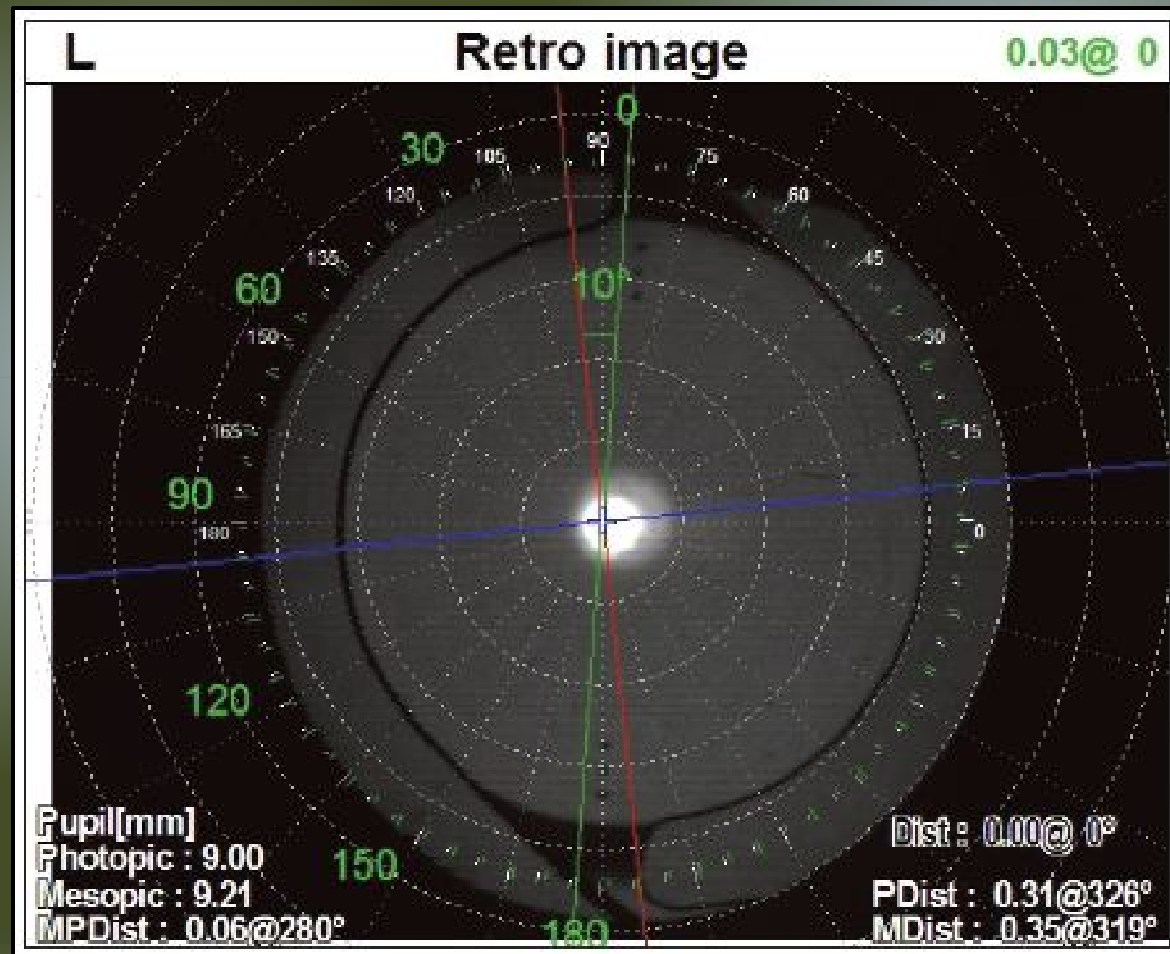 L Retro image 0.03@ 0
0
30
90
105
75
120
60
135
45
60
10°
150
30
165
15
90
180
0
120
Pupil[mm]
Photopic : 9.00
Mesopic : 9.21
MPDist : 0.06@280°
150
180
Dist : 0.00@ 0°
PDist : 0.31@326°
MDist : 0.35@319°